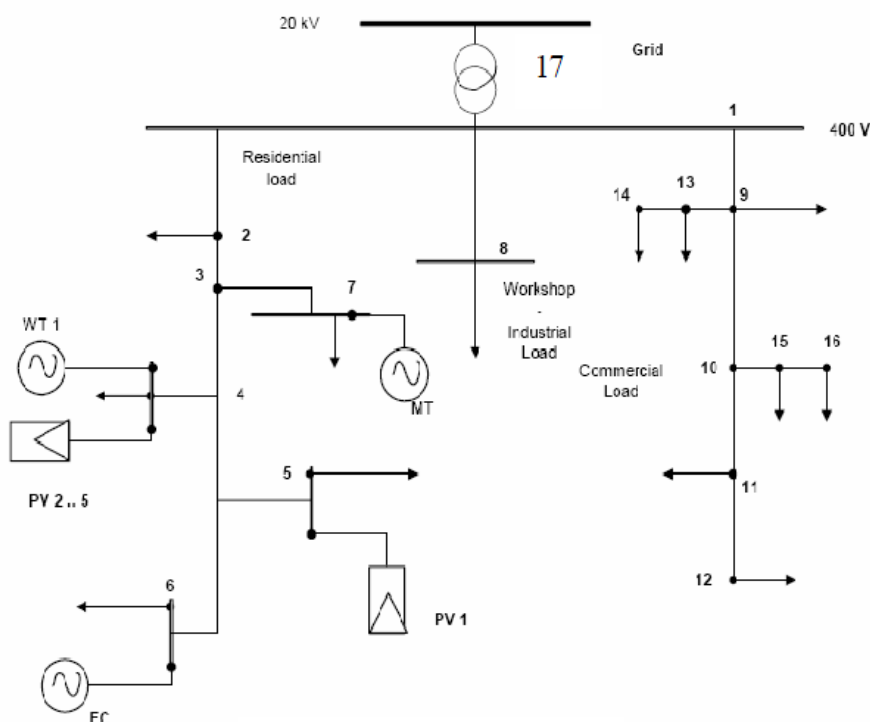 20 kV
17
Grid
1
400 V
Residential
load
2
14
13
9
3
7
8
Workshop
-
Industrial
Load
WT 1
MT
4
Commercial
Load
10
15
16
PV 2 .. 5
5
11
6
PV 1
12